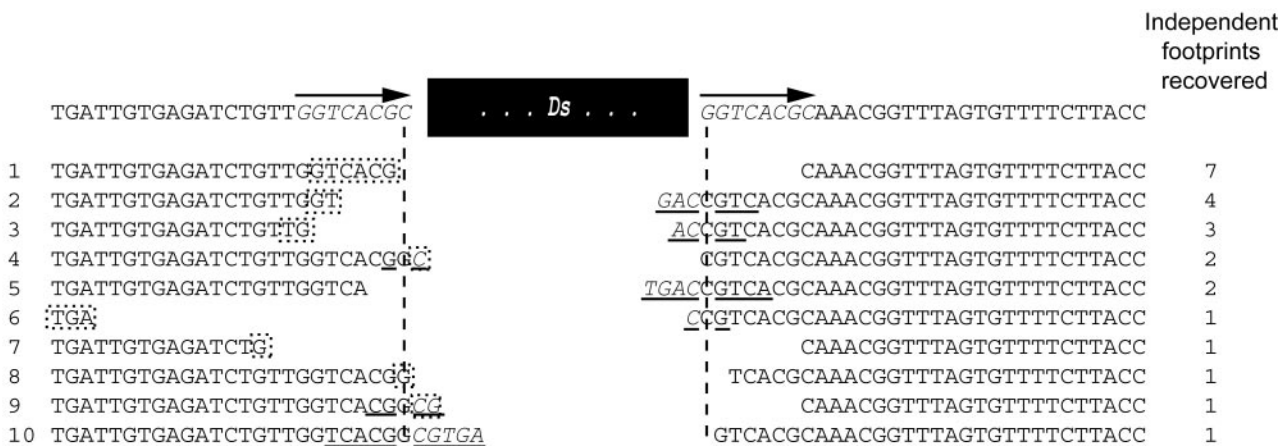 Independent
footprints
recovered
TGATTGTGAGATCTGTTGGTCACGC . . . Ds . . . GGTCACGCAAACGGTTTAGTGTTTTCTTACC
1 TGATTGTGAGATCTGTTGGTCACG CAAACGGTTTAGTGTTTTCTTACC 7
2 TGATTGTGAGATCTGTTGGT GACCGTCACGCAAACGGTTTAGTGTTTTCTTACC 4
3 TGATTGTGAGATCTGTTG ACCGTCACGCAAACGGTTTAGTGTTTTCTTACC 3
4 TGATTGTGAGATCTGTTGGTCACGGC CGTCACGCAAACGGTTTAGTGTTTTCTTACC 2
5 TGATTGTGAGATCTGTTGGTCA TGACCGTCACGCAAACGGTTTAGTGTTTTCTTACC 2
6 TGA CCGTCACGCAAACGGTTTAGTGTTTTCTTACC 1
7 TGATTGTGAGATCTG CAAACGGTTTAGTGTTTTCTTACC 1
8 TGATTGTGAGATCTGTTGGTCACGG TCACGCAAACGGTTTAGTGTTTTCTTACC 1
9 TGATTGTGAGATCTGTTGGTCACGGCG CAAACGGTTTAGTGTTTTCTTACC 1
10 TGATTGTGAGATCTGTTGGTCACGGCGTGA GTCACGCAAACGGTTTAGTGTTTTCTTACC 1